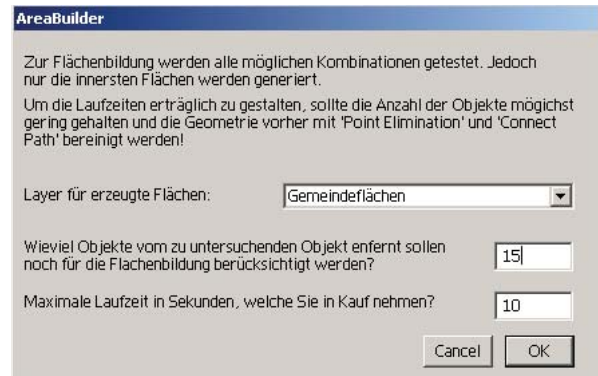 AreaBuilder
Zur Flächenbildung werden alle möglichen Kombinationen getestet. Jedoch
nur die innersten Flächen werden generiert.
Um die Laufzeiten erträglich zu gestalten, sollte die Anzahl der Objekte mögichst
gering gehalten und die Geometrie vorher mit 'Point Elimination' und 'Connect
Path' bereinigt werden!
Layer für erzeugte Flächen:
Gemeindeflächen
Wieviel Objekte vom zu untersuchenden Objekt enfernt sollen
noch für die Flachenbildung berücksichtigt werden?
15
Maximale Laufzeit in Sekunden, welche Sie in Kauf nehmen?
10
Cancel
OK